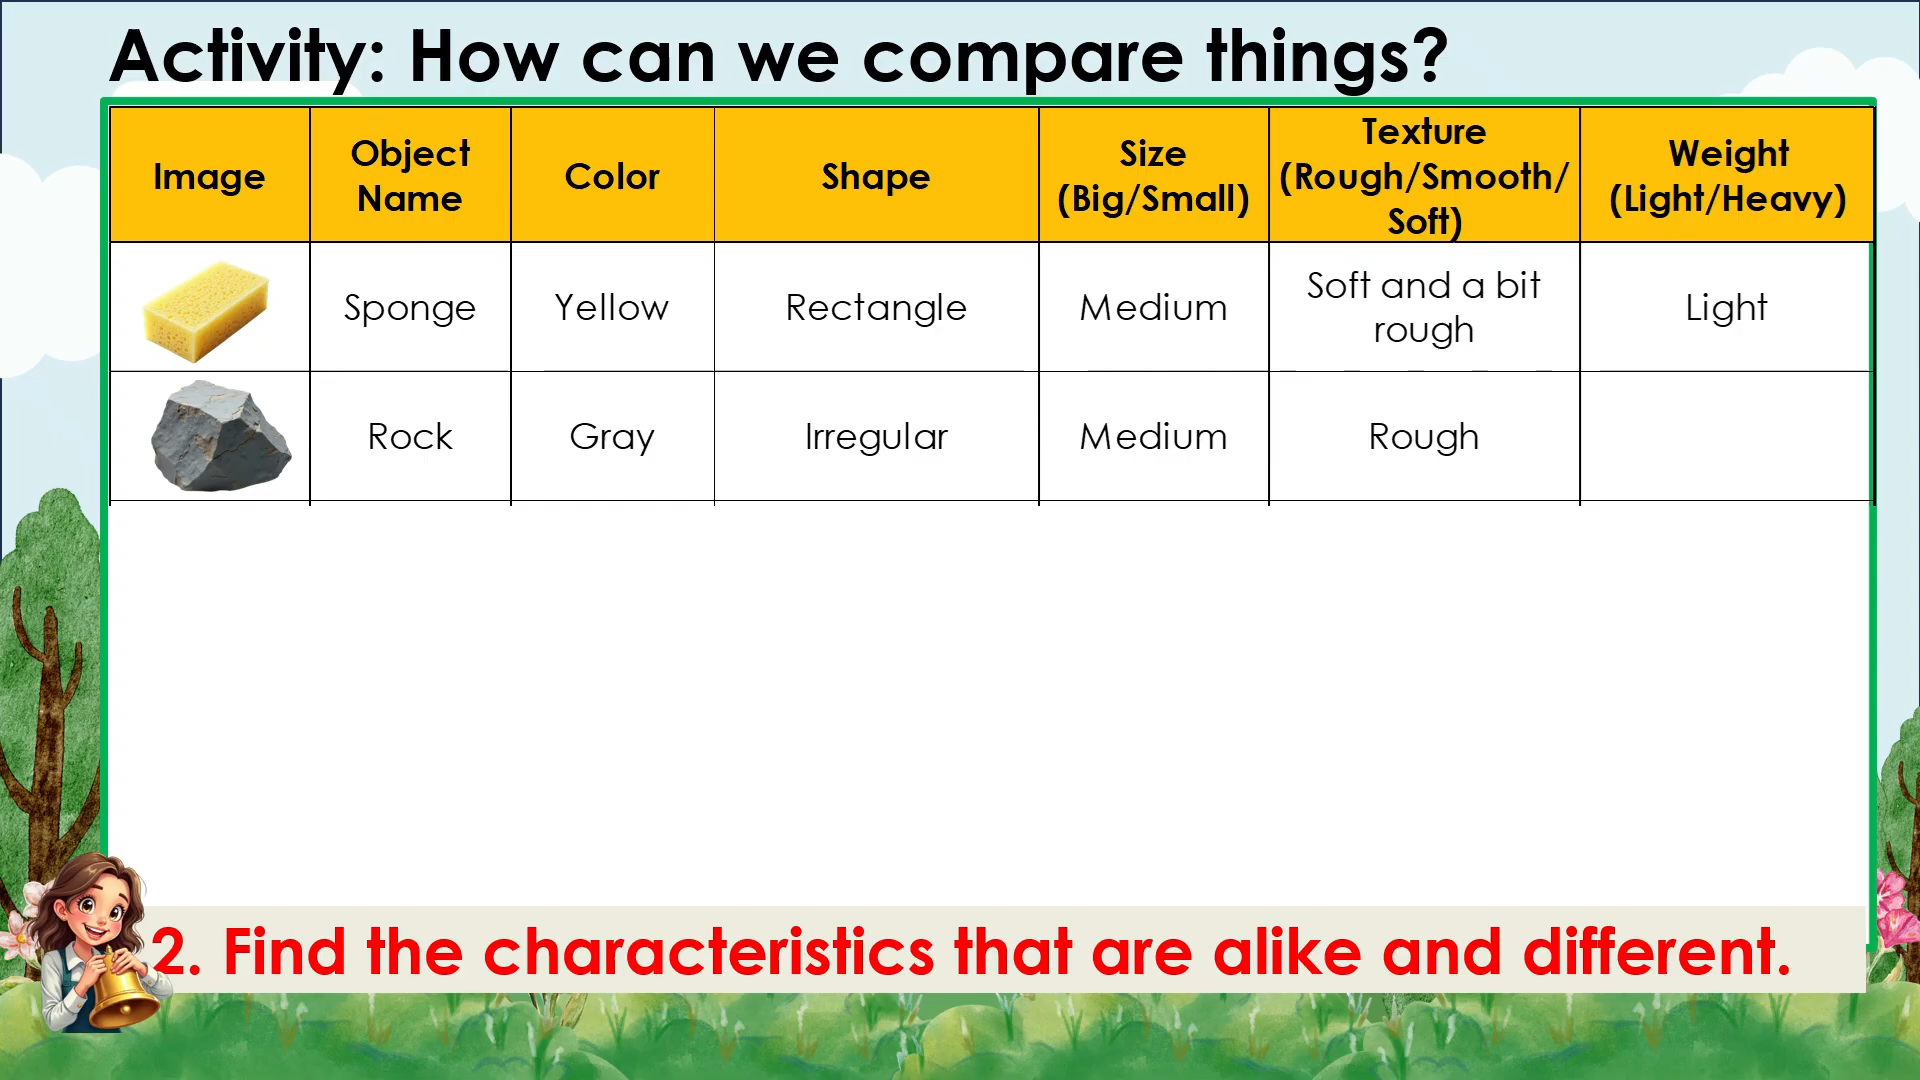 Activity: How can we compare things?
Image
Object
Name
Color
Shape
Size
(Big/Small)
Texture
(Rough/Smooth/
Soft)
Weight
(Light/Heavy)
Sponge
Yellow
Rectangle
Medium
Soft and a bit
rough
Light
Rock
Gray
Irregular
Medium
Rough
2. Find the characteristics that are alike and different.